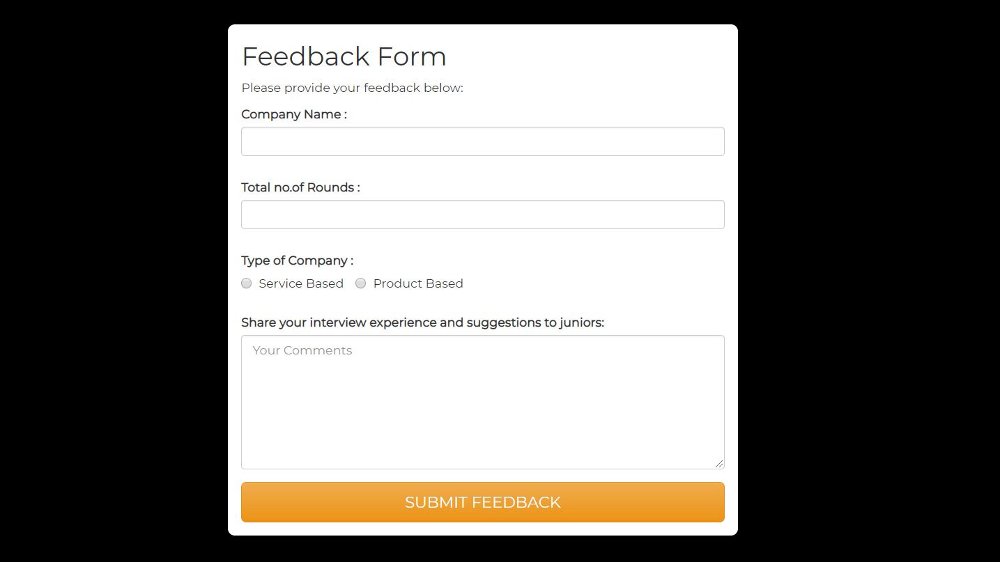 Feedback Form
Please provide your feedback below:
Company Name :
Total no.of Rounds :
Type of Company :
Service Based Product Based
Share your interview experience and suggestions to juniors:
Your Comments
SUBMIT FEEDBACK